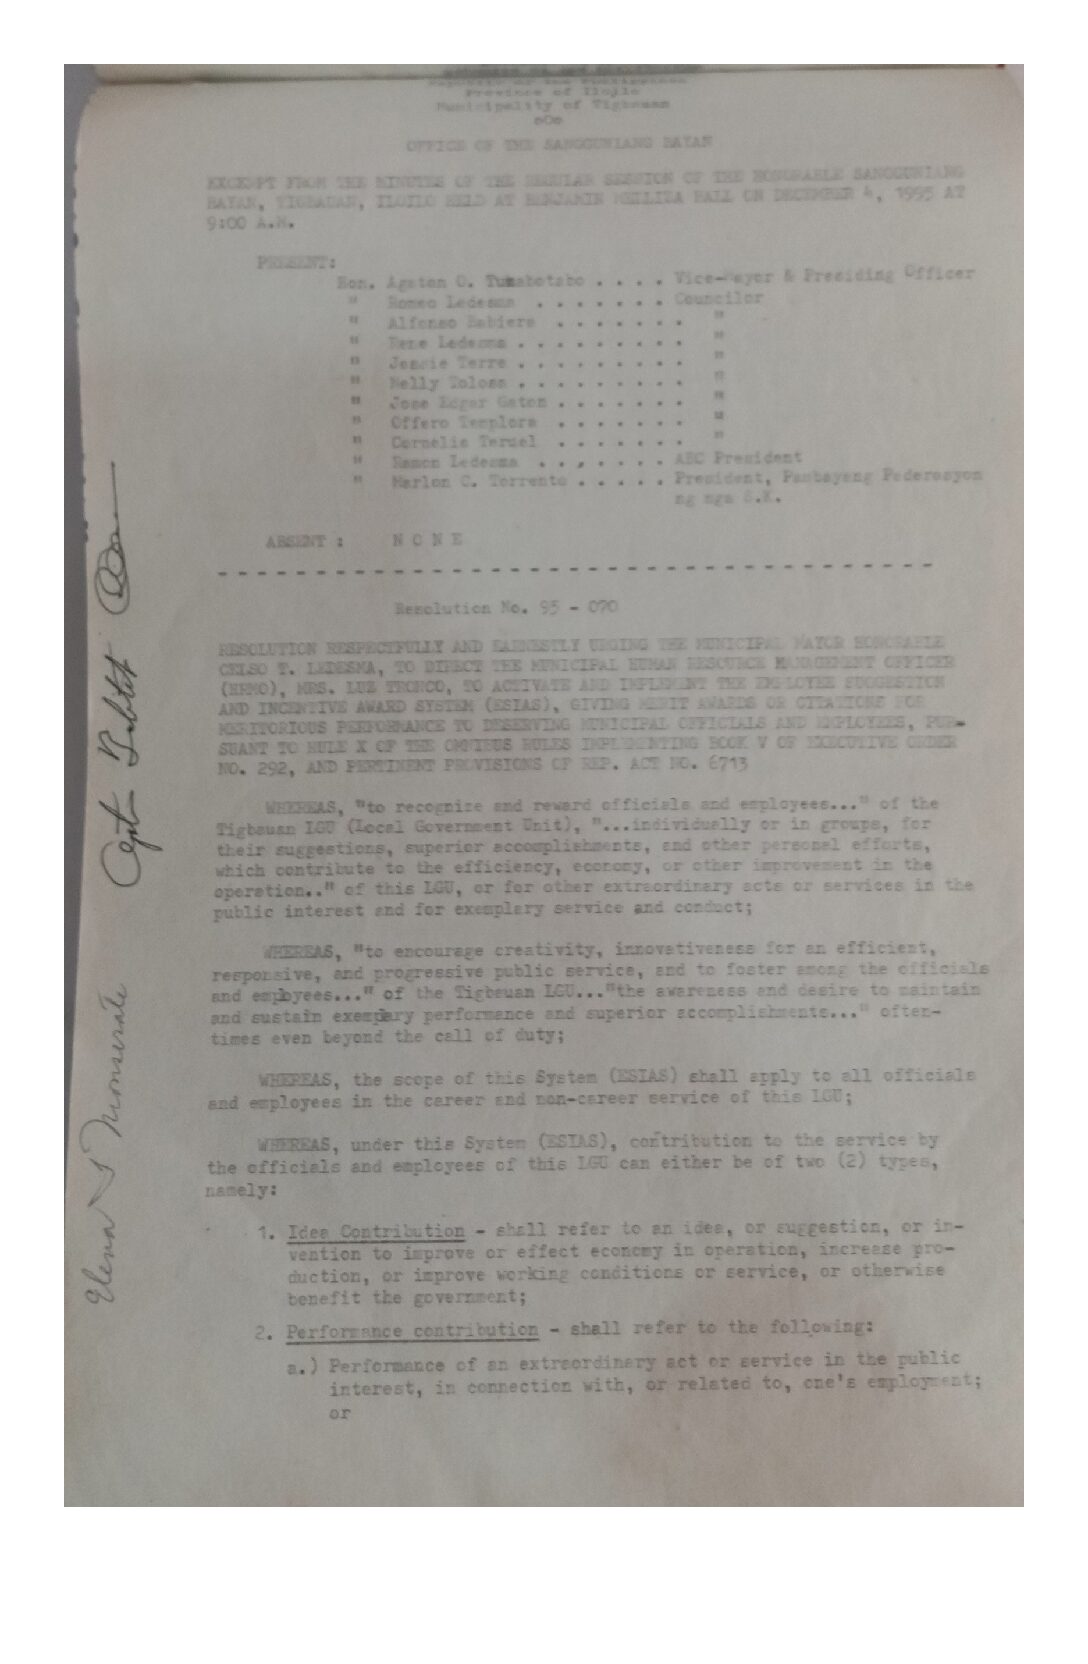 Republic of the Philippines
Province of Iloilo
Municipality of Tigbauan
oOo
OFFICE OF THE SANGGUNIANG BAYAN
EXCERPT FROM THE MINUTES OF THE REGULAR SESSION OF THE HONORABLE SANGGUNIANG
BAYAN, TIGBAUAN, ILOILO HELD AT BENJAMIN MELLIZA HALL ON DECEMBER 4, 1995 AT
9:00 A.M.
PRESENT:
Hon. Agaton O. Tumabotabo . . . . Vice-Mayor & Presiding Officer
" Romeo Ledesma . . . . . . . Councilor
" Alfonso . . . . . . . "
" Rene Ledesma . . . . . . . . . "
" Jessie Terre . . . . . . . . . "
" Nelly Tolosa . . . . . . . . . "
" Jose Edgar Gaton . . . . . . . "
" Offero Templora . . . . . . . "
" Cornelio Teruel . . . . . . . "
" Ramon Ledesma . . . . . . . ABC President
" Marlon C. Torrento . . . . . President, Panbayang Pederasyon
ng mga S.K.
ABSENT : N O N E
- - - - - - - - - - - - - - - - - - - - - - - - - - - - - - - - - - - - - -
Resolution No. 95 - 070
RESOLUTION RESPECTFULLY AND EARNESTLY URGING THE MUNICIPAL MAYOR HONORABLE
CELSO T. LEDESMA, TO DIRECT THE MUNICIPAL HUMAN RESOURCE MANAGEMENT OFFICER
(HRMO), MRS. LUZ TRONCO, TO ACTIVATE AND IMPLEMENT THE EMPLOYEE SUGGESTION
AND INCENTIVE AWARD SYSTEM (ESIAS), GIVING MERIT AWARDS OR CITATIONS FOR
MERITORIOUS PERFORMANCE TO DESERVING MUNICIPAL OFFICIALS AND EMPLOYEES, PUR-
SUANT TO RULE X OF THE OMNIBUS RULES IMPLEMENTING BOOK V OF EXECUTIVE ORDER
NO. 292, AND PERTINENT PROVISIONS OF REP. ACT NO. 6713
WHEREAS, "to recognize and reward officials and employees..." of the
Tigbauan LGU (Local Government Unit), "...individually or in groups, for
their suggestions, superior accomplishments, and other personal efforts,
which contribute to the efficiency, economy, or other improvement in the
operation.." of this LGU, or for other extraordinary acts or services in the
public interest and for exemplary service and conduct;
WHEREAS, "to encourage creativity, innovativeness for an efficient,
responsive, and progressive public service, and to foster among the officials
and emplbyees..." of the Tigbauan LGU..."the awareness and desire to maintain
and sustain exemplary performance and superior accomplishments..." often-
times even beyond the call of duty;
WHEREAS, the scope of this System (ESIAS) shall apply to all officials
and employees in the career and non-career service of this LGU;
WHEREAS, under this System (ESIAS), contribution to the service by
the officials and employees of this LGU can either be of two (2) types,
namely:
1. Idea Contribution - shall refer to an idea, or suggestion, or in-
vention to improve or effect economy in operation, increase pro-
duction, or improve working conditions or service, or otherwise
benefit the government;
2. Performance contribution - shall refer to the following:
a.) Performance of an extraordinary act or service in the public
interest, in connection with, or related to, one's employment;
or
Elena Monserate